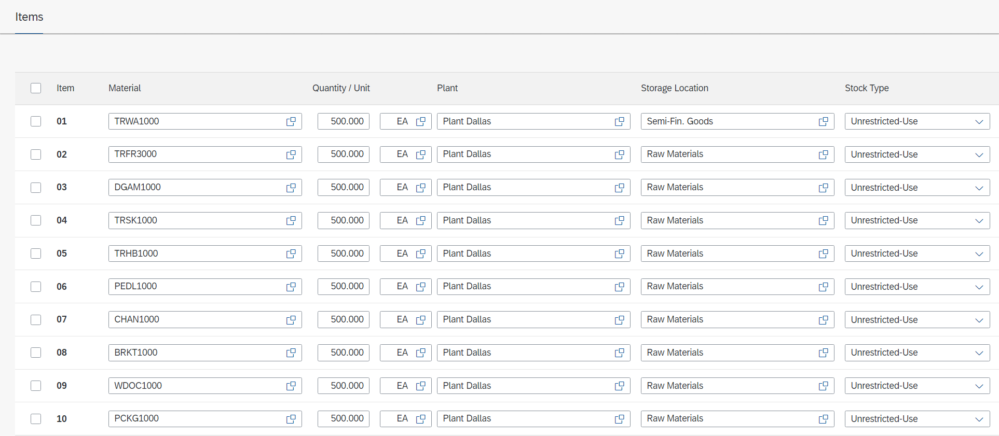 Items
Item Material Quantity / Unit Plant Storage Location Stock Type
01 TRWA1000 500.000 EA Plant Dallas Semi-Fin. Goods Unrestricted-Use
02 TRFR3000 500.000 EA Plant Dallas Raw Materials Unrestricted-Use
03 DGAM1000 500.000 EA Plant Dallas Raw Materials Unrestricted-Use
04 TRSK1000 500.000 EA Plant Dallas Raw Materials Unrestricted-Use
05 TRHB1000 500.000 EA Plant Dallas Raw Materials Unrestricted-Use
06 PEDL1000 500.000 EA Plant Dallas Raw Materials Unrestricted-Use
07 CHAN1000 500.000 EA Plant Dallas Raw Materials Unrestricted-Use
08 BRKT1000 500.000 EA Plant Dallas Raw Materials Unrestricted-Use
09 WDOC1000 500.000 EA Plant Dallas Raw Materials Unrestricted-Use
10 PCKG1000 500.000 EA Plant Dallas Raw Materials Unrestricted-Use